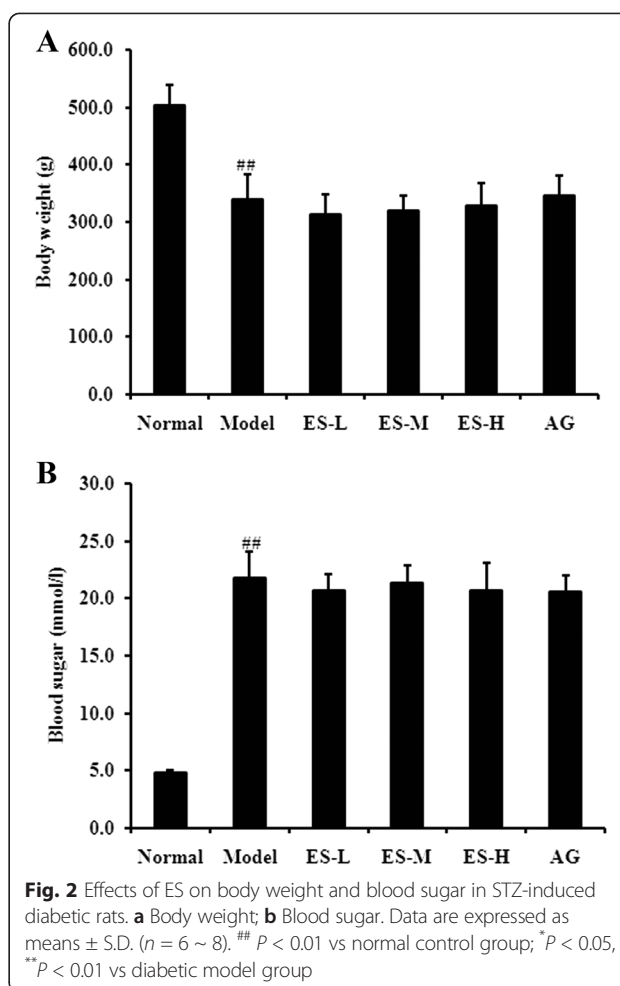 A
600.0
500.0
400.0
300.0
200.0
100.0
0.0
Body weight (g)
##
Normal Model ES-L ES-M ES-H AG
B
30.0
25.0
20.0
15.0
10.0
5.0
0.0
Blood sugar (mmol/l)
##
Normal Model ES-L ES-M ES-H AG
Fig. 2 Effects of ES on body weight and blood sugar in STZ-induced
diabetic rats. a Body weight; b Blood sugar. Data are expressed as
means ± S.D. (n = 6 ~ 8). ## P < 0.01 vs normal control group; *P < 0.05,
**P < 0.01 vs diabetic model group